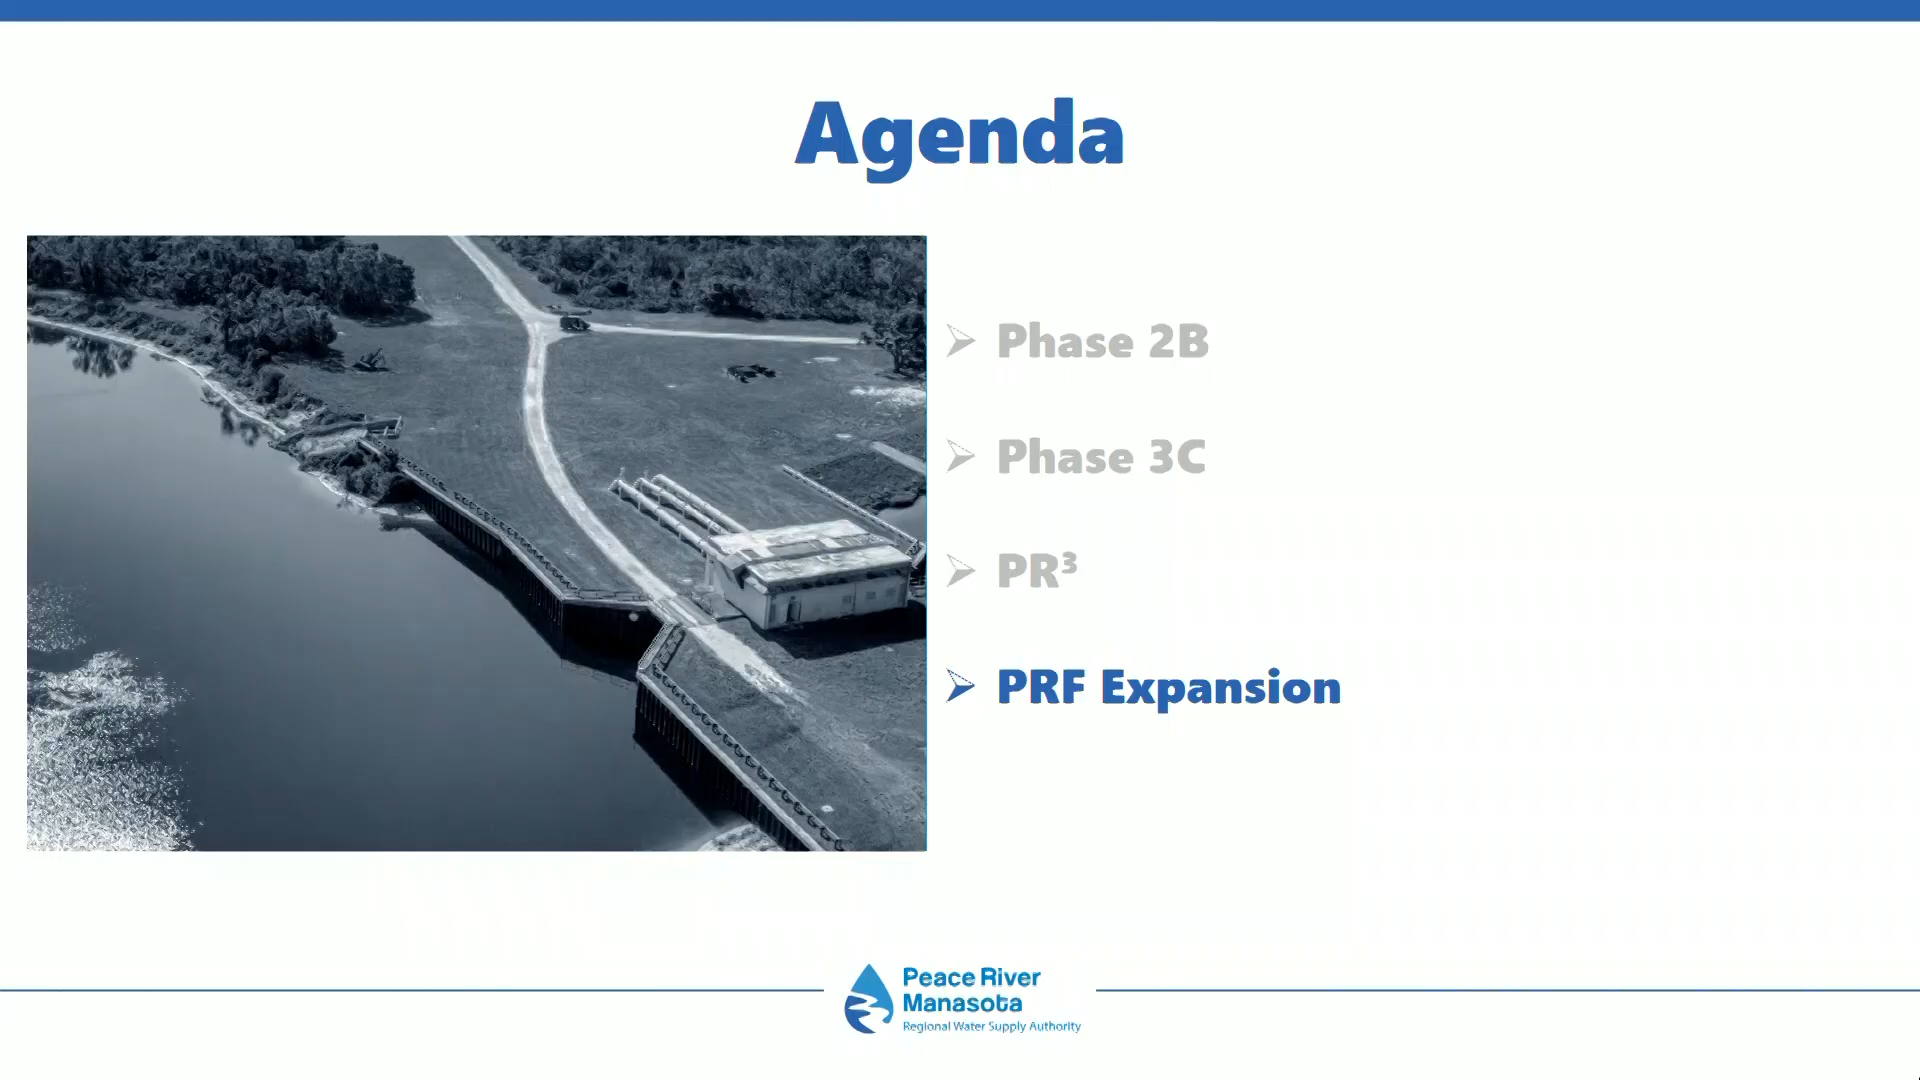 Agenda
Phase 2B
Phase 3C
PR³
PRF Expansion
Peace River
Manasota
Regional Water Supply Authority